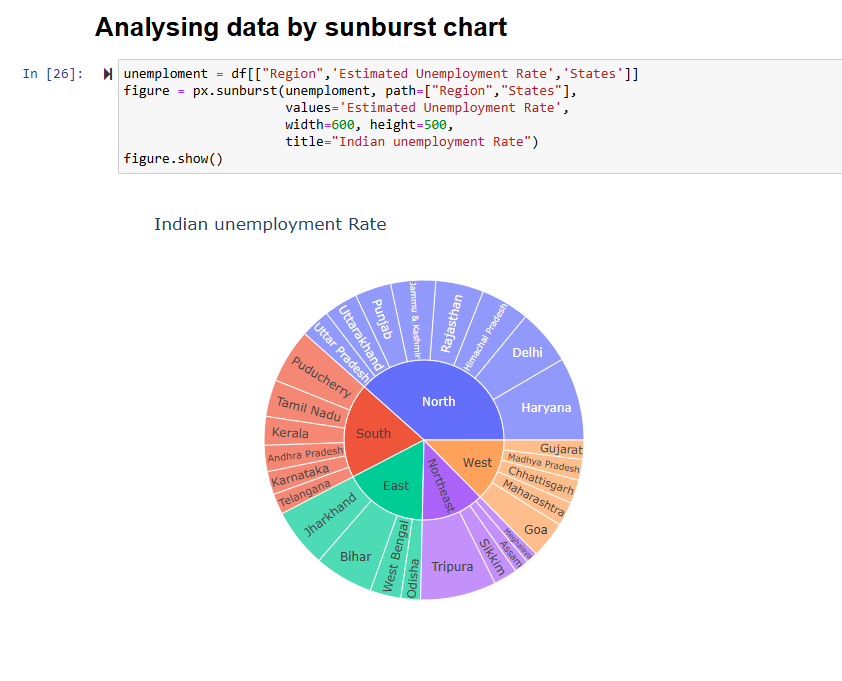 Analysing data by sunburst chart
In [26]:
unemploment = df[["Region",'Estimated Unemployment Rate','States']]
figure = px.sunburst(unemploment, path=["Region","States"],
values='Estimated Unemployment Rate',
width=600, height=500,
title="Indian unemployment Rate")
figure.show()
Indian unemployment Rate
North
Haryana
Delhi
Himachal Pradesh
Rajasthan
Jammu & Kashmir
Punjab
Uttarakhand
Uttar Pradesh
South
Puducherry
Tamil Nadu
Kerala
Andhra Pradesh
Karnataka
Telangana
East
Jharkhand
Bihar
West Bengal
Odisha
Northeast
Tripura
Sikkim
Assam
Meghalaya
West
Goa
Maharashtra
Chhattisgarh
Madhya Pradesh
Gujarat